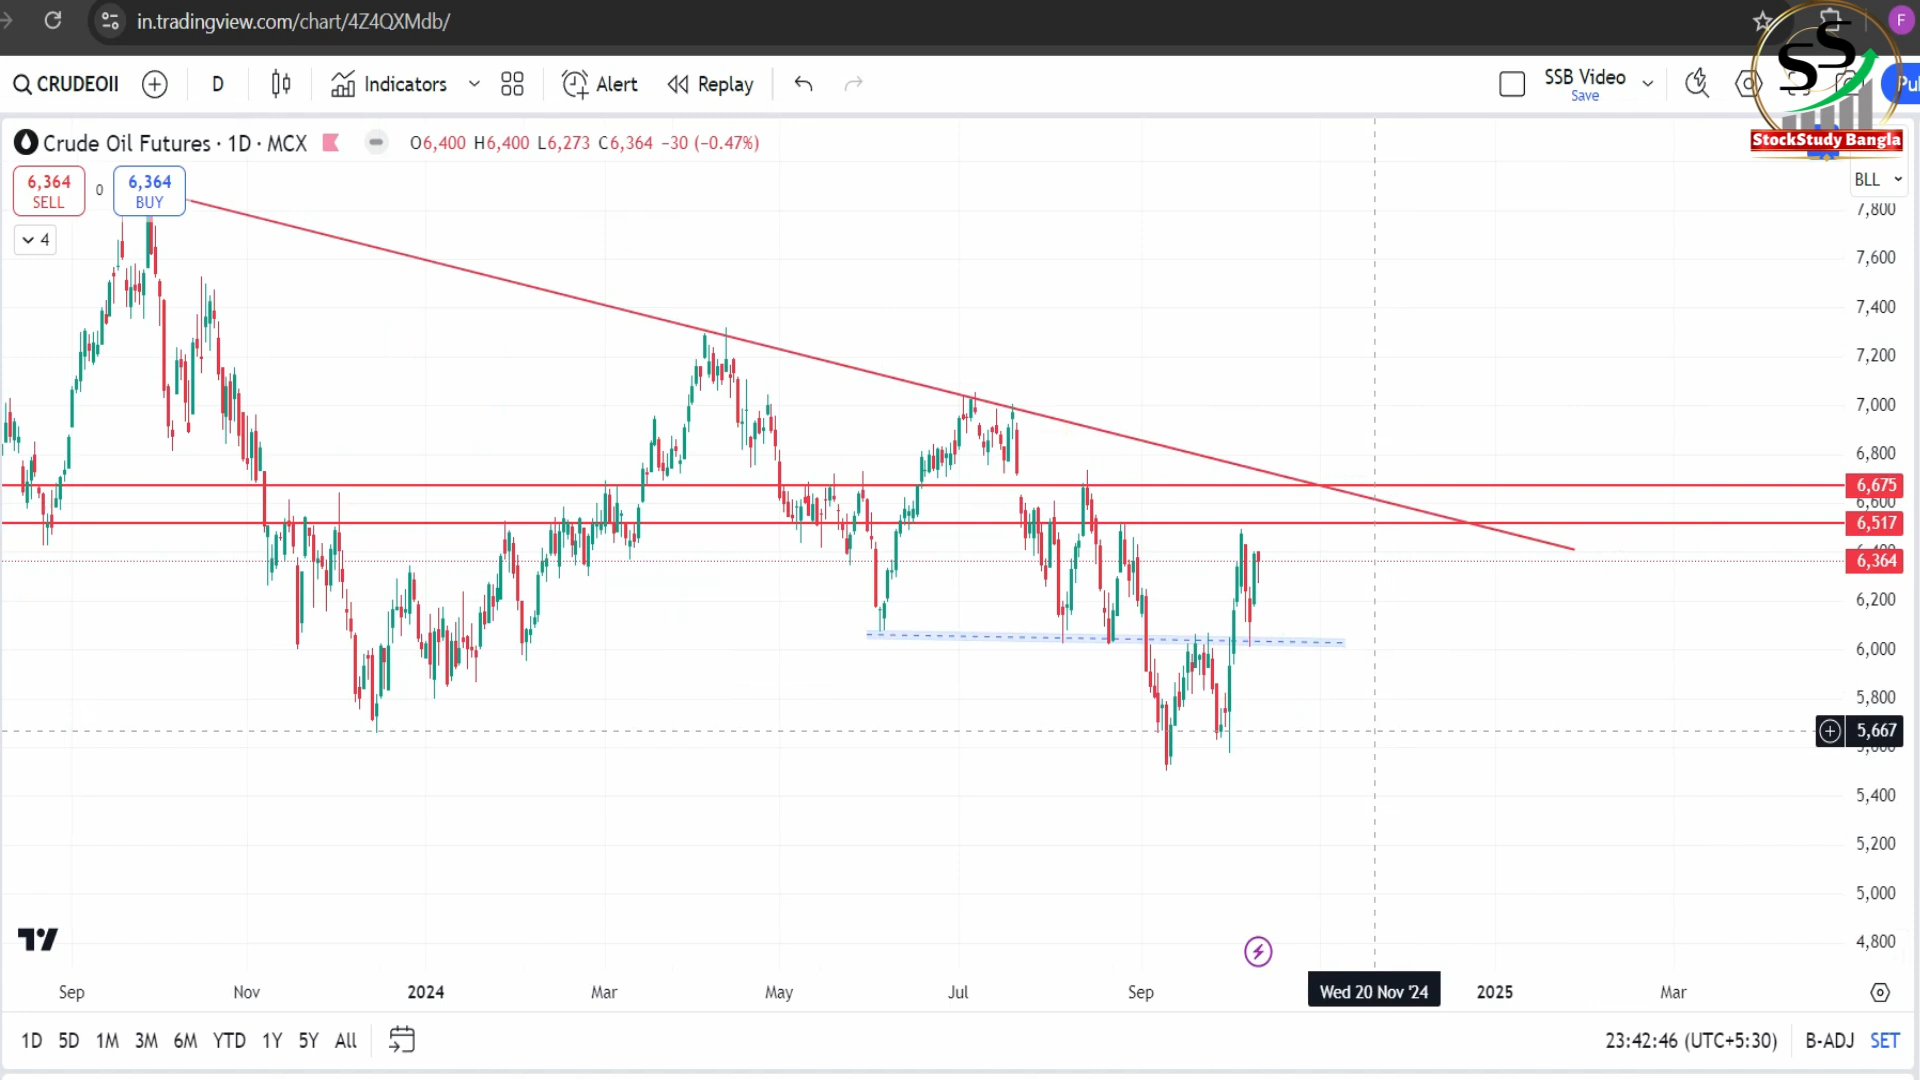 in.tradingview.com/chart/4Z4QXMdb/
F
CRUDEOI1 D Indicators Alert Replay SSB Video
Save
SS
StockStudy Bangla
Crude Oil Futures · 1D · MCX O6,400 H6,400 L6,273 C6,364 −30 (−0.47%)
BLL
6,364 0 6,364
SELL BUY
4
7,800
7,600
7,400
7,200
7,000
6,800
6,675
6,600
6,517
6,364
6,200
6,000
5,800
5,667
5,400
5,200
5,000
4,800
Sep Nov 2024 Mar May Jul Sep Wed 20 Nov '24 2025 Mar
1D 5D 1M 3M 6M YTD 1Y 5Y All 23:42:46 (UTC+5:30) B-ADJ SET